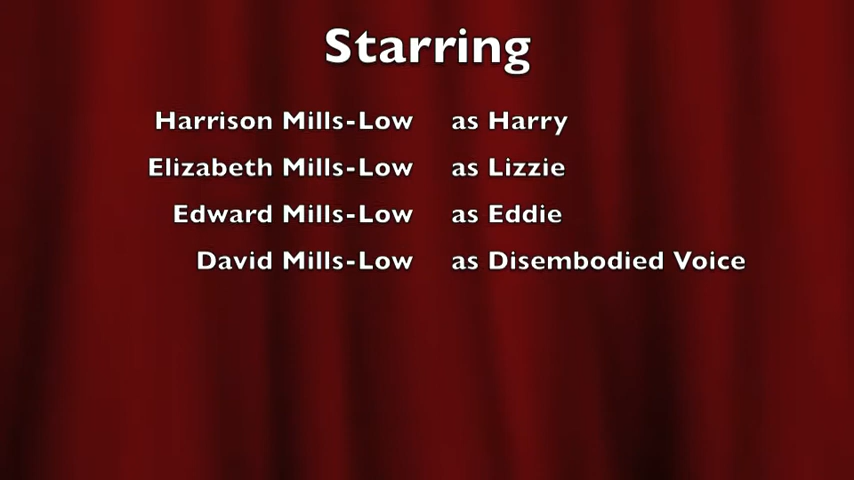 Starring
Harrison Mills-Low as Harry
Elizabeth Mills-Low as Lizzie
Edward Mills-Low as Eddie
David Mills-Low as Disembodied Voice